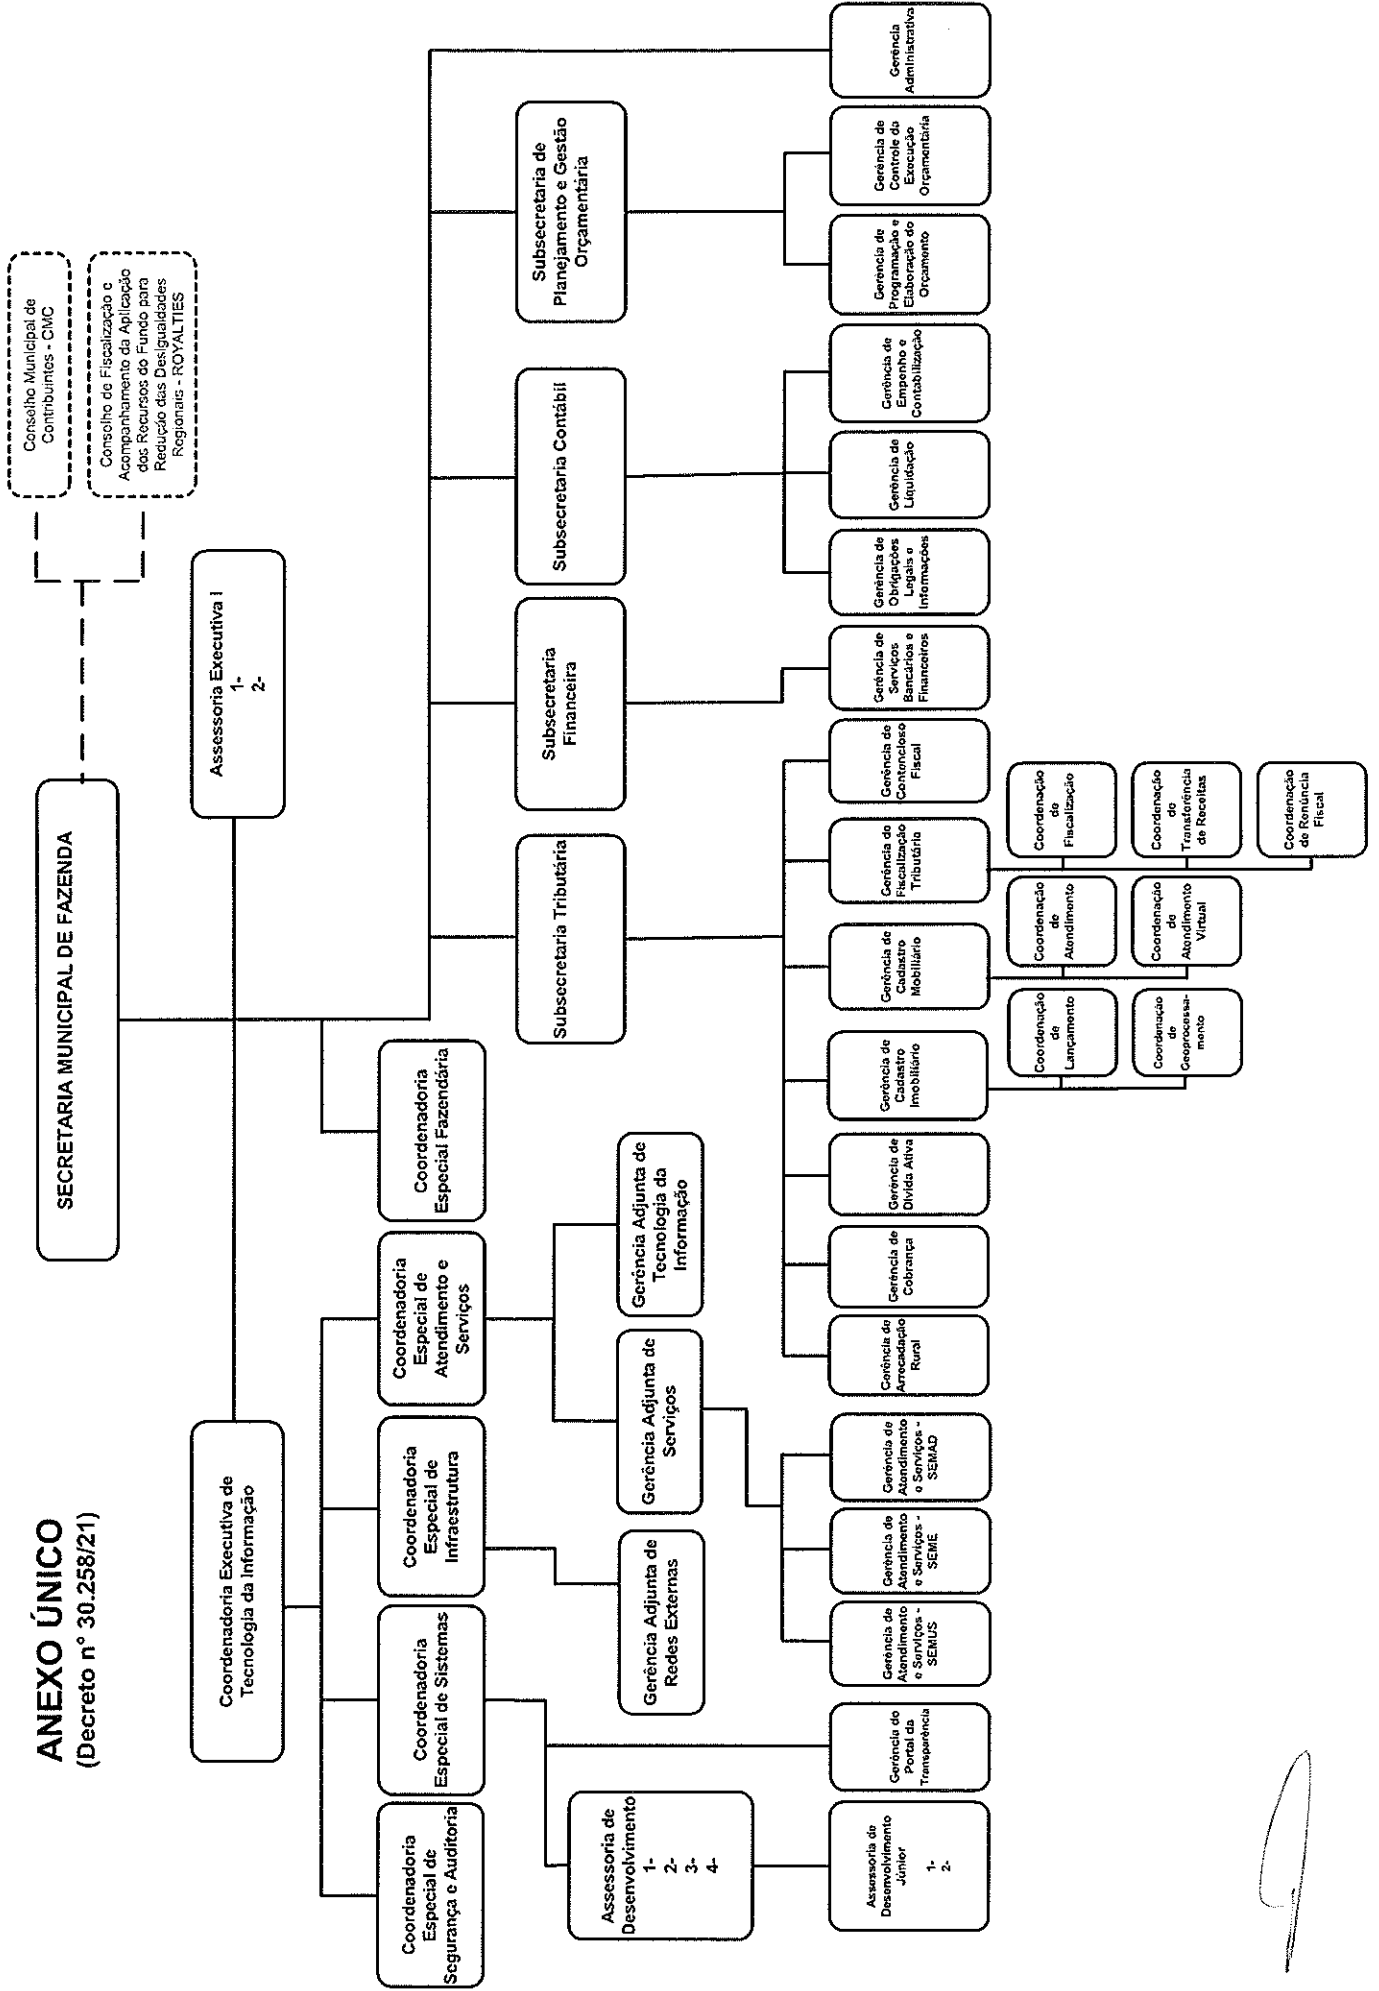 ANEXO ÚNICO
(Decreto nº 30.258/21)
SECRETARIA MUNICIPAL DE FAZENDA
Conselho Municipal de
Contribuintes - CMC
Conselho de Fiscalização e
Acompanhamento da Aplicação
dos Recursos do Fundo para
Redução das Desigualdades
Regionais - ROYALTIES
Coordenadoria Executiva de
Tecnologia da Informação
Assessoria Executiva I
1-
2-
Coordenadoria
Especial de
Segurança e Auditoria
Coordenadoria
Especial de Sistemas
Coordenadoria
Especial de
Infraestrutura
Coordenadoria
Especial de
Atendimento e
Serviços
Coordenadoria
Especial Fazendária
Subsecretaria Tributária
Subsecretaria
Financeira
Subsecretaria Contábil
Subsecretaria de
Planejamento e Gestão
Orçamentária
Assessoria de
Desenvolvimento
1-
2-
3-
4-
Gerência Adjunta de
Redes Externas
Gerência Adjunta de
Serviços
Gerência Adjunta de
Tecnologia da
Informação
Assessoria de
Desenvolvimento
Júnior
1-
2-
Gerência do
Portal da
Transparência
Gerência de
Atendimento
e Serviços -
SEMUS
Gerência de
Atendimento
e Serviços -
SEME
Gerência de
Atendimento
e Serviços -
SEMAD
Gerência de
Arrecadação
Rural
Gerência de
Cobrança
Gerência de
Dívida Ativa
Gerência de
Cadastro
Imobiliário
Gerência de
Cadastro
Mobiliário
Gerência de
Fiscalização
Tributária
Gerência de
Contencioso
Fiscal
Gerência de
Serviços
Bancários e
Financeiros
Gerência de
Obrigações
Legais e
Informações
Gerência de
Liquidação
Gerência de
Empenho e
Contabilização
Gerência de
Programação e
Elaboração do
Orçamento
Gerência de
Controle da
Execução
Orçamentária
Gerência
Administrativa
Coordenação
de
Lançamento
Coordenação
de
Atendimento
Coordenação
de
Fiscalização
Coordenação
de
Geoprocessa-
mento
Coordenação
de
Atendimento
Virtual
Coordenação
de
Transferência
de Receitas
Coordenação
de Renúncia
Fiscal